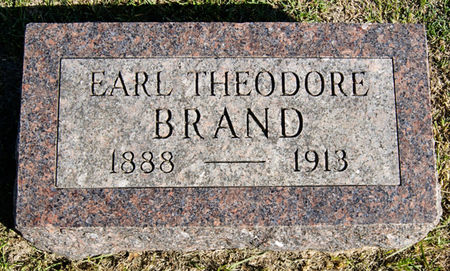 EARL THEODORE
BRAND
1888 — 1913